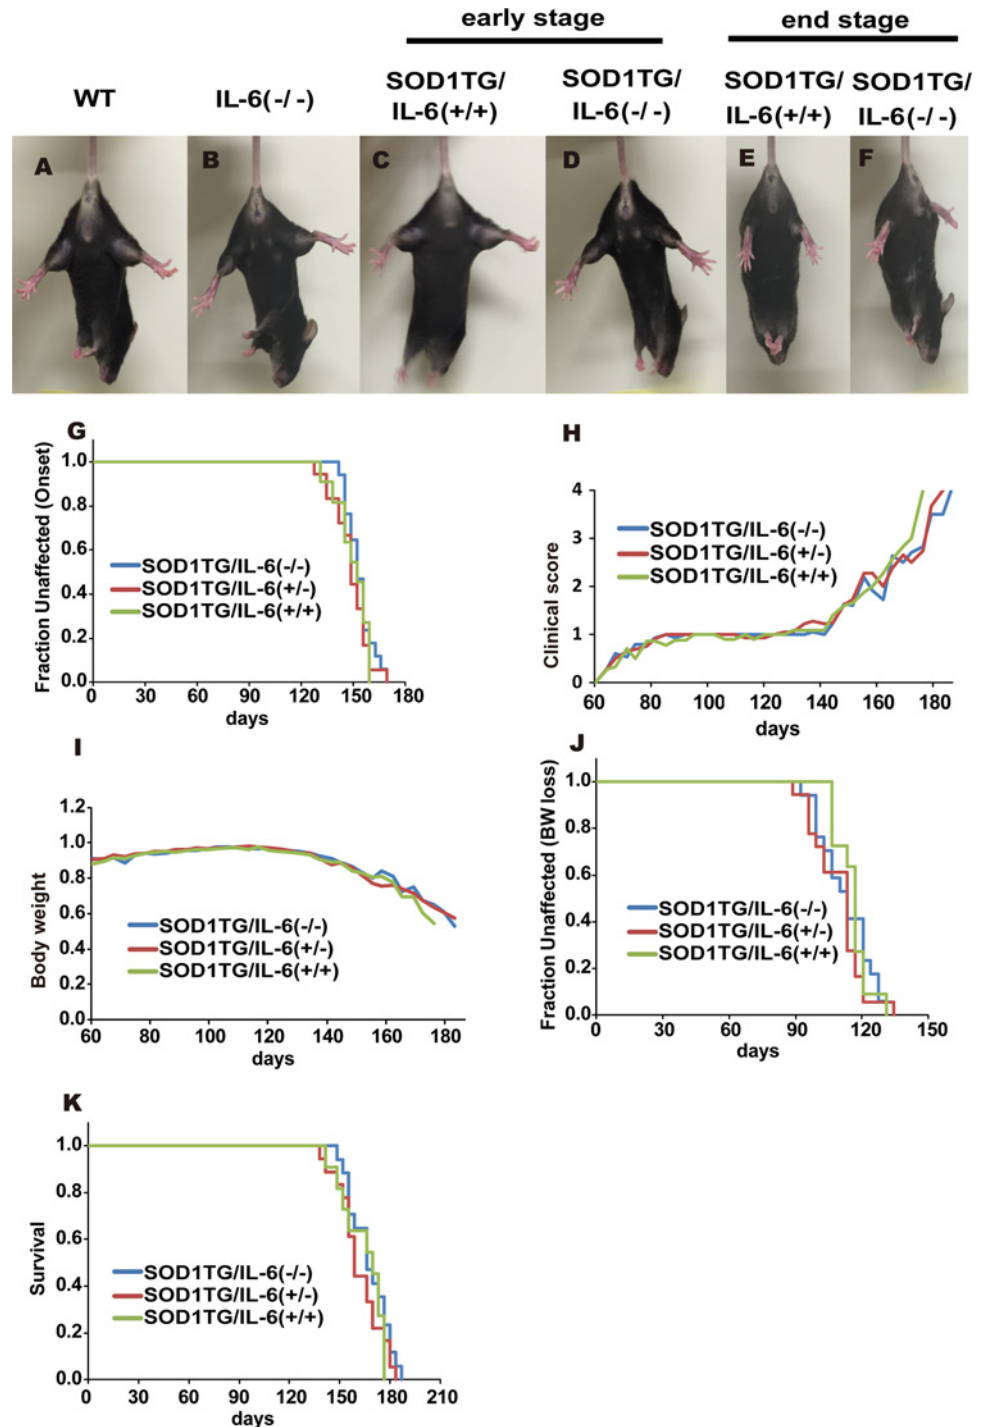 early stage
end stage
WT
IL-6(-/-)
SOD1TG/
IL-6(+/+)
SOD1TG/
IL-6(-/-)
SOD1TG/
IL-6(+/+)
SOD1TG/
IL-6(-/-)
A
B
C
D
E
F
G
Fraction Unaffected (Onset)
1.0
0.8
0.6
0.4
0.2
0.0
SOD1TG/IL-6(-/-)
SOD1TG/IL-6(+/-)
SOD1TG/IL-6(+/+)
0 30 60 90 120 150 180
days
H
Clinical score
4
3
2
1
0
SOD1TG/IL-6(-/-)
SOD1TG/IL-6(+/-)
SOD1TG/IL-6(+/+)
60 80 100 120 140 160 180
days
I
Body weight
1.2
1.0
0.8
0.6
0.4
0.2
0.0
SOD1TG/IL-6(-/-)
SOD1TG/IL-6(+/-)
SOD1TG/IL-6(+/+)
60 80 100 120 140 160 180
days
J
Fraction Unaffected (BW loss)
1.0
0.8
0.6
0.4
0.2
0.0
SOD1TG/IL-6(-/-)
SOD1TG/IL-6(+/-)
SOD1TG/IL-6(+/+)
0 30 60 90 120 150
days
K
Survival
1.0
0.8
0.6
0.4
0.2
0.0
SOD1TG/IL-6(-/-)
SOD1TG/IL-6(+/-)
SOD1TG/IL-6(+/+)
0 30 60 90 120 150 180 210
days